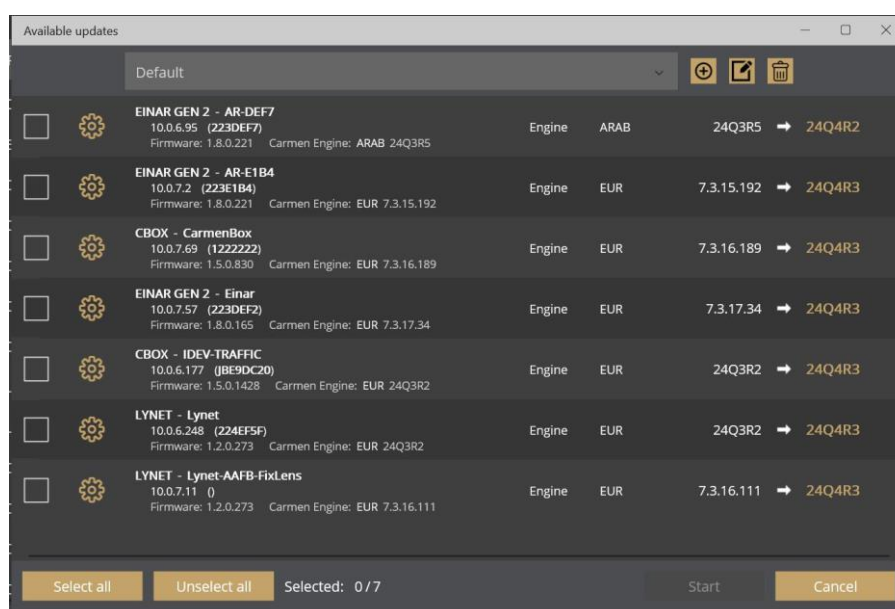 Available updates
Default
EINAR GEN 2 - AR-DEF7
10.0.6.95 (223DEF7)
Firmware: 1.8.0.221 Carmen Engine: ARAB 24Q3R5
Engine ARAB 24Q3R5 ➞ 24Q4R2
EINAR GEN 2 - AR-E1B4
10.0.7.2 (223E1B4)
Firmware: 1.8.0.221 Carmen Engine: EUR 7.3.15.192
Engine EUR 7.3.15.192 ➞ 24Q4R3
CBOX - CarmenBox
10.0.7.69 (1222222)
Firmware: 1.5.0.830 Carmen Engine: EUR 7.3.16.189
Engine EUR 7.3.16.189 ➞ 24Q4R3
EINAR GEN 2 - Einar
10.0.7.57 (223DEF2)
Firmware: 1.8.0.165 Carmen Engine: EUR 7.3.17.34
Engine EUR 7.3.17.34 ➞ 24Q4R3
CBOX - IDEV-TRAFFIC
10.0.6.177 (JBE9DC20)
Firmware: 1.5.0.1428 Carmen Engine: EUR 24Q3R2
Engine EUR 24Q3R2 ➞ 24Q4R3
LYNET - Lynet
10.0.6.248 (224EF5F)
Firmware: 1.2.0.273 Carmen Engine: EUR 24Q3R2
Engine EUR 24Q3R2 ➞ 24Q4R3
LYNET - Lynet-AAFB-FixLens
10.0.7.11 ()
Firmware: 1.2.0.273 Carmen Engine: EUR 7.3.16.111
Engine EUR 7.3.16.111 ➞ 24Q4R3
Select all Unselect all Selected: 0/7 Start Cancel